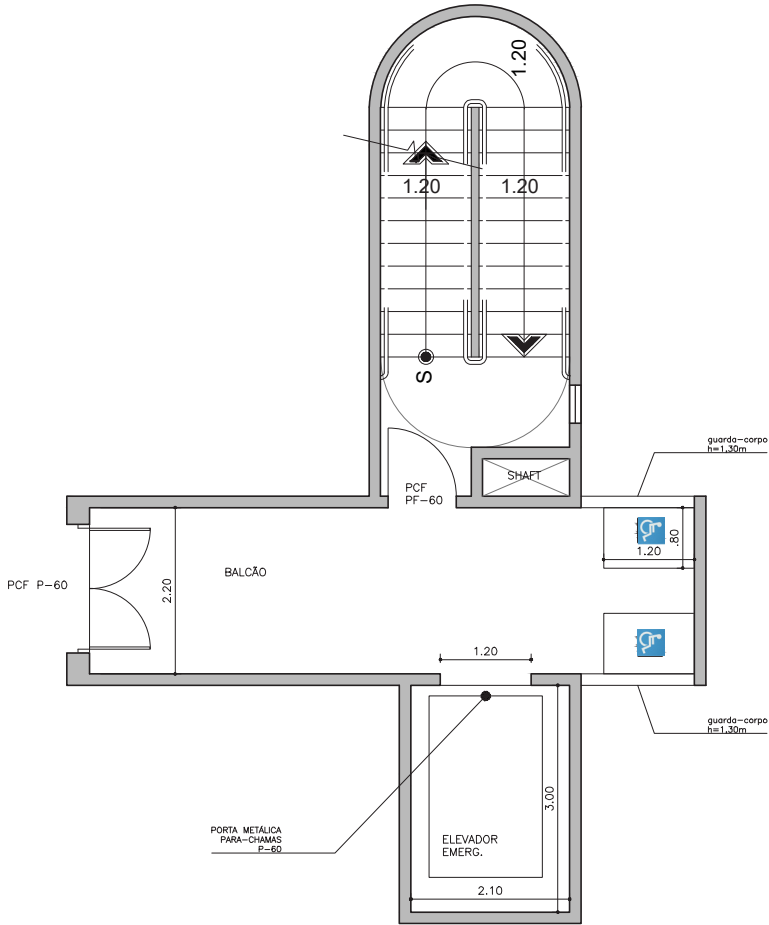 1.20
1.20
1.20
S
guarda-corpo
h=1.30m
SHAFT
PCF
PF-60
.80
1.20
PCF P-60
BALCÃO
2.20
1.20
guarda-corpo
h=1.30m
PORTA METÁLICA
PARA-CHAMAS
P-60
ELEVADOR
EMERG.
3.00
2.10